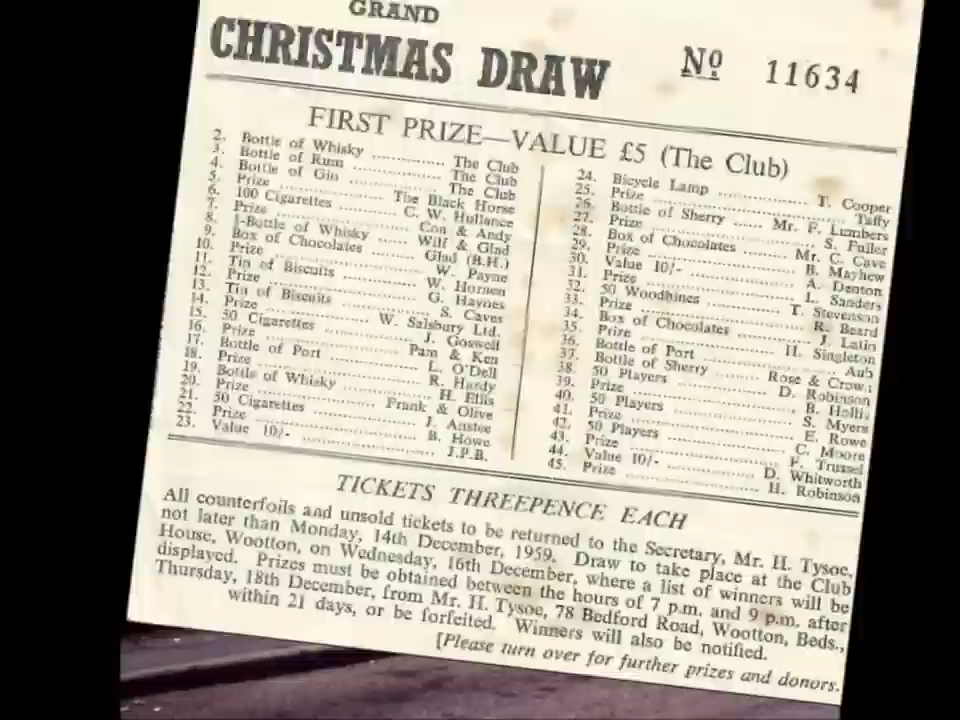 GRAND
CHRISTMAS DRAW
Nº 11634
FIRST PRIZE—VALUE £5 (The Club)
2. Bottle of Whisky ............ The Club
3. Bottle of Rum ............ The Club
4. Bottle of Gin ............ The Club
5. Prize ............ The Black Horse
6. 100 Cigarettes ............ C. W. Hullance
7. Prize ............ Con & Andy
8. ½-Bottle of Whisky ...... Wilf & Glad
9. Box of Chocolates ...... Glad (B.H.)
10. Prize ............ W. Payne
11. Tin of Biscuits ............ W. Hornen
12. Prize ............ G. Haynes
13. Tin of Biscuits ............ S. Caves
14. Prize ............ W. Salsbury Ltd.
15. 50 Cigarettes ............ J. Goswell
16. Prize ............ Pam & Ken
17. Bottle of Port ............ L. O'Dell
18. Prize ............ R. Hardy
19. Bottle of Whisky ............ H. Ellis
20. Prize ............ Frank & Olive
21. 50 Cigarettes ............ J. Anstee
22. Prize ............ B. Howe
23. Value 10/- ............ J.P.B.
24. Bicycle Lamp ............ T. Cooper
25. Prize ............ Taffy
26. Bottle of Sherry ...... Mr. F. Lumbers
27. Prize ............ S. Fuller
28. Box of Chocolates ...... Mr. C. Cave
29. Prize ............ B. Mayhew
30. Value 10/- ............ A. Denton
31. Prize ............ L. Sanders
32. 50 Woodbines ............ T. Stevenson
33. Prize ............ R. Beard
34. Box of Chocolates ............ J. Latin
35. Prize ............ H. Singleton
36. Bottle of Port ............ Aub
37. Bottle of Sherry ...... Rose & Crown
38. 50 Players ............ D. Robinson
39. Prize ............ B. Hollis
40. 50 Players ............ S. Myers
41. Prize ............ E. Rowe
42. 50 Players ............ C. Moore
43. Prize ............ F. Trussel
44. Value 10/- ............ D. Whitworth
45. Prize ............ H. Robinson
TICKETS THREEPENCE EACH
All counterfoils and unsold tickets to be returned to the Secretary, Mr. H. Tysoe,
not later than Monday, 14th December, 1959. Draw to take place at the Club
House, Wootton, on Wednesday, 16th December, where a list of winners will be
displayed. Prizes must be obtained between the hours of 7 p.m. and 9 p.m. after
Thursday, 18th December, from Mr. H. Tysoe, 78 Bedford Road, Wootton, Beds.,
within 21 days, or be forfeited. Winners will also be notified.
[Please turn over for further prizes and donors.